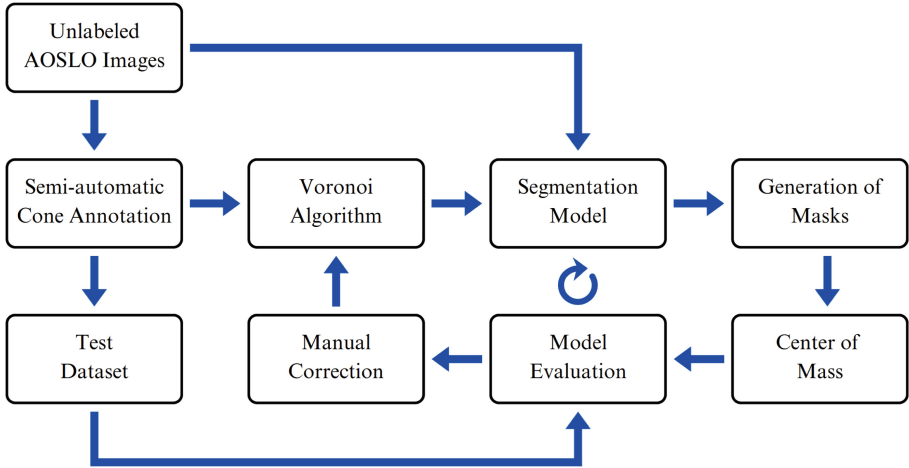 Unlabeled
AOSLO Images
Semi-automatic
Cone Annotation
Voronoi
Algorithm
Segmentation
Model
Generation of
Masks
Test
Dataset
Manual
Correction
Model
Evaluation
Center of
Mass